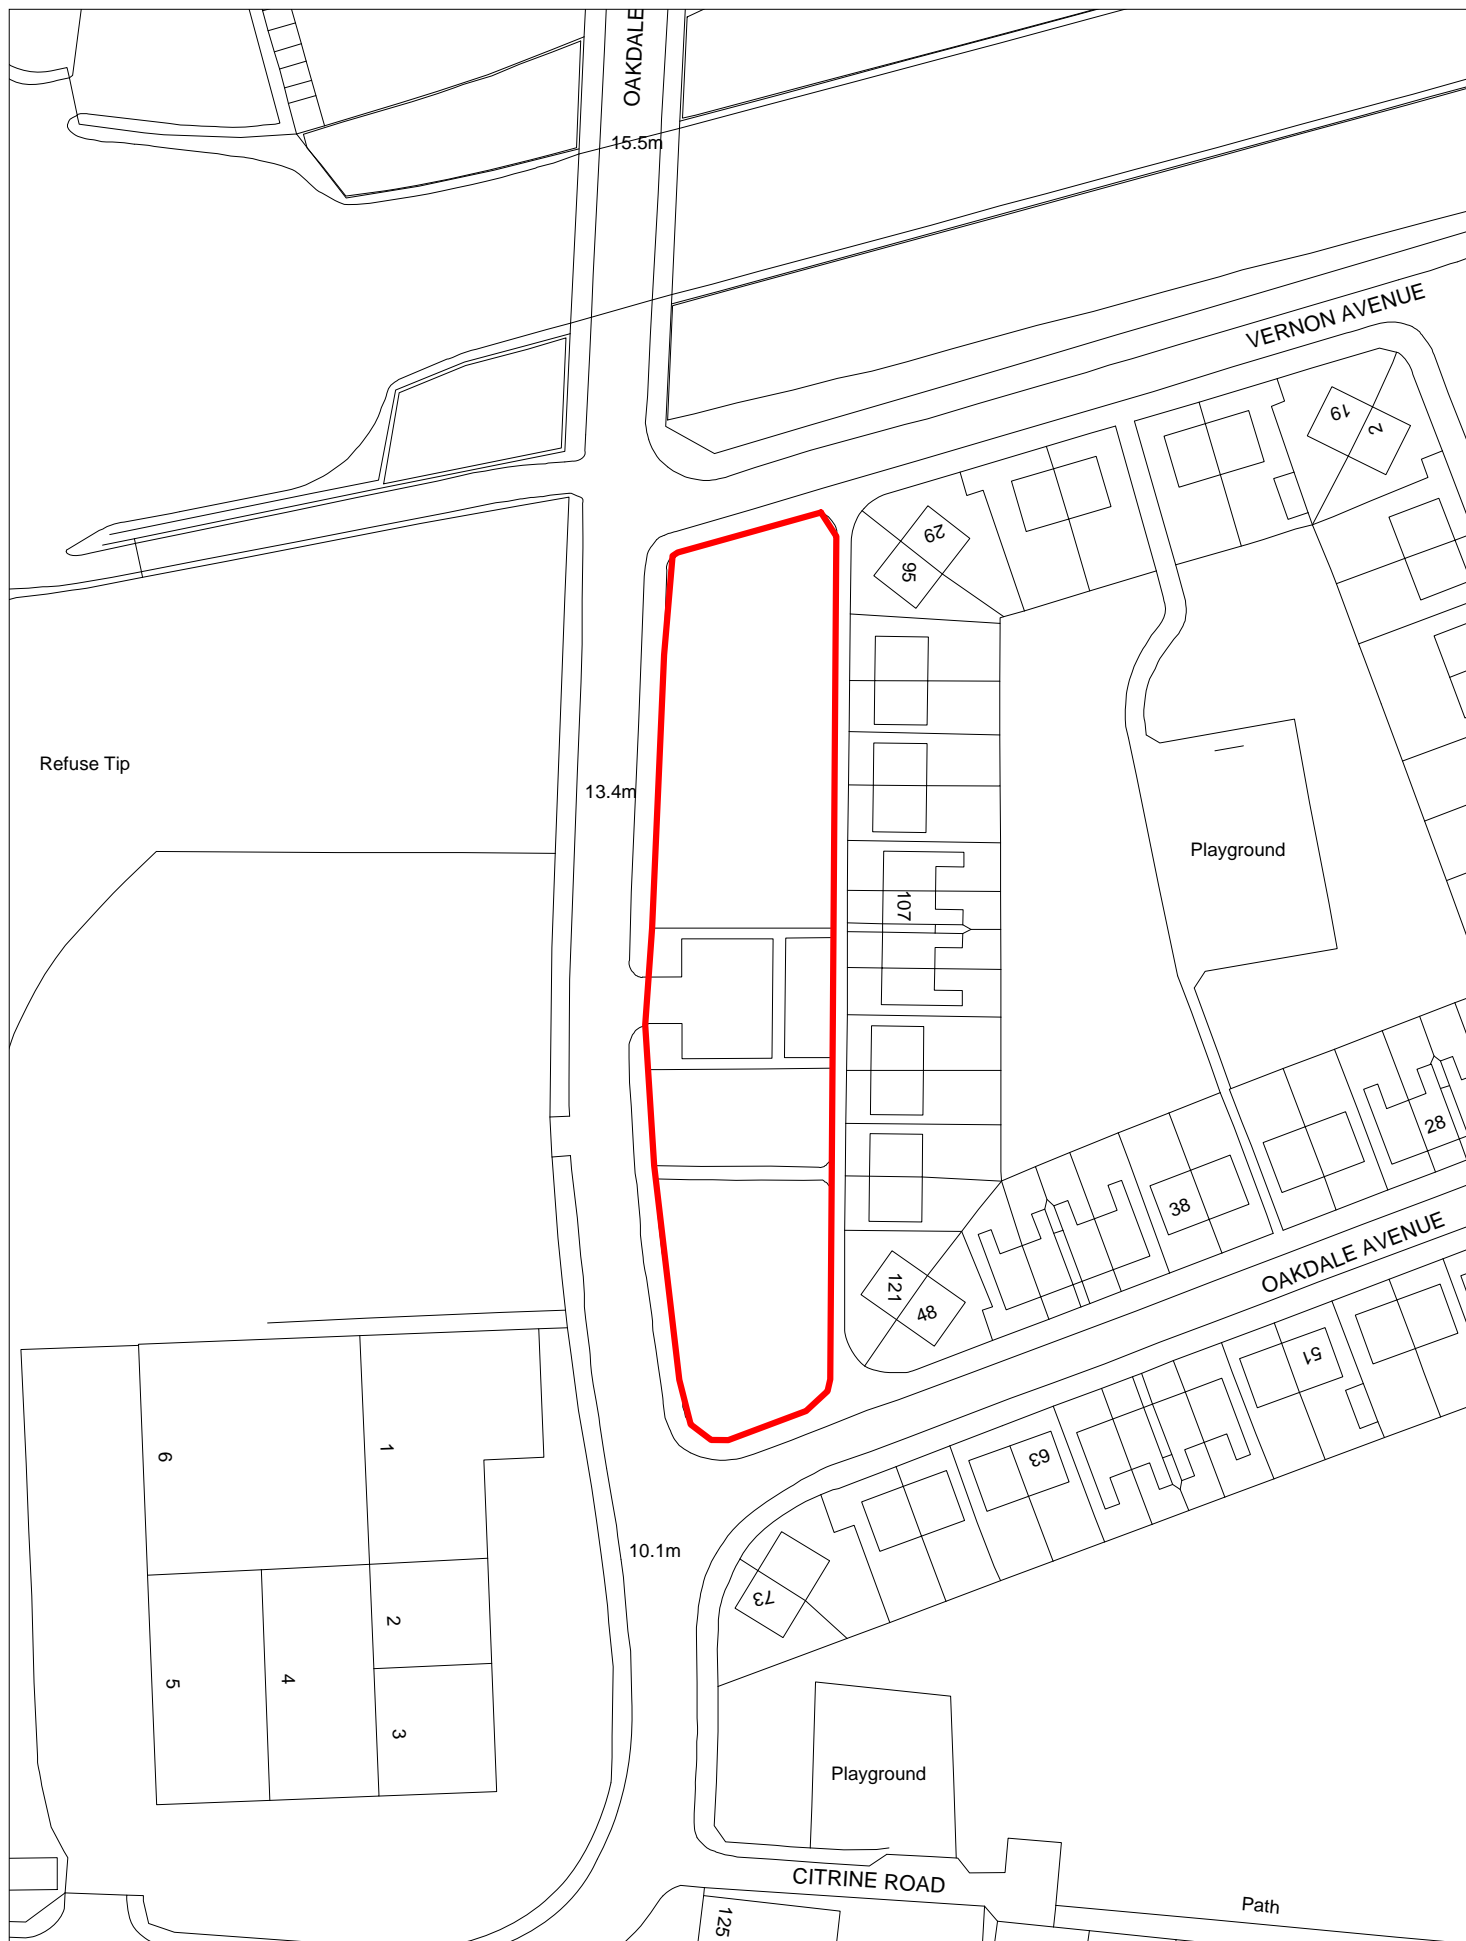 OAKDALE
15.5m
VERNON AVENUE
19
2
29
95
Refuse Tip
13.4m
Playground
107
28
38
OAKDALE AVENUE
121
48
51
6
1
63
10.1m
73
2
5
4
3
Playground
CITRINE ROAD
Path
125